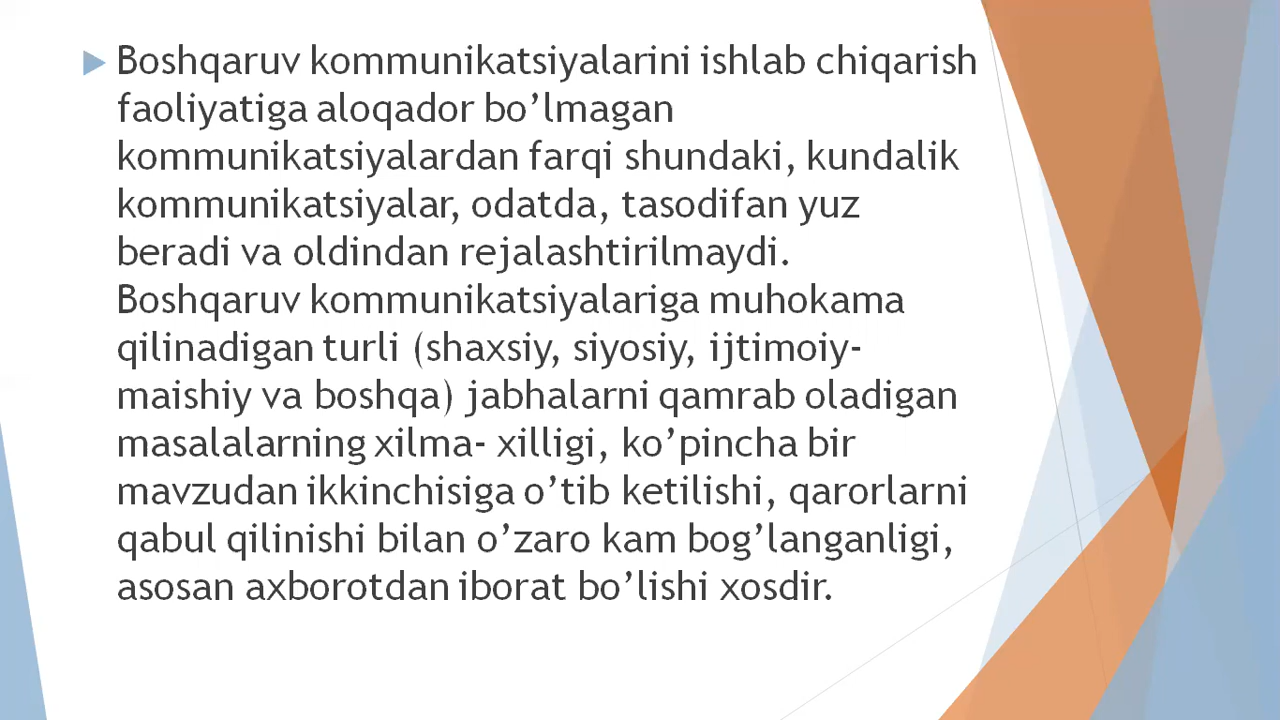 Boshqaruv kommunikatsiyalarini ishlab chiqarish
faoliyatiga aloqador bo’lmagan
kommunikatsiyalardan farqi shundaki, kundalik
kommunikatsiyalar, odatda, tasodifan yuz
beradi va oldindan rejalashtirilmaydi.
Boshqaruv kommunikatsiyalariga muhokama
qilinadigan turli (shaxsiy, siyosiy, ijtimoiy-
maishiy va boshqa) jabhalarni qamrab oladigan
masalalarning xilma- xilligi, ko’pincha bir
mavzudan ikkinchisiga o’tib ketilishi, qarorlarni
qabul qilinishi bilan o’zaro kam bog’langanligi,
asosan axborotdan iborat bo’lishi xosdir.